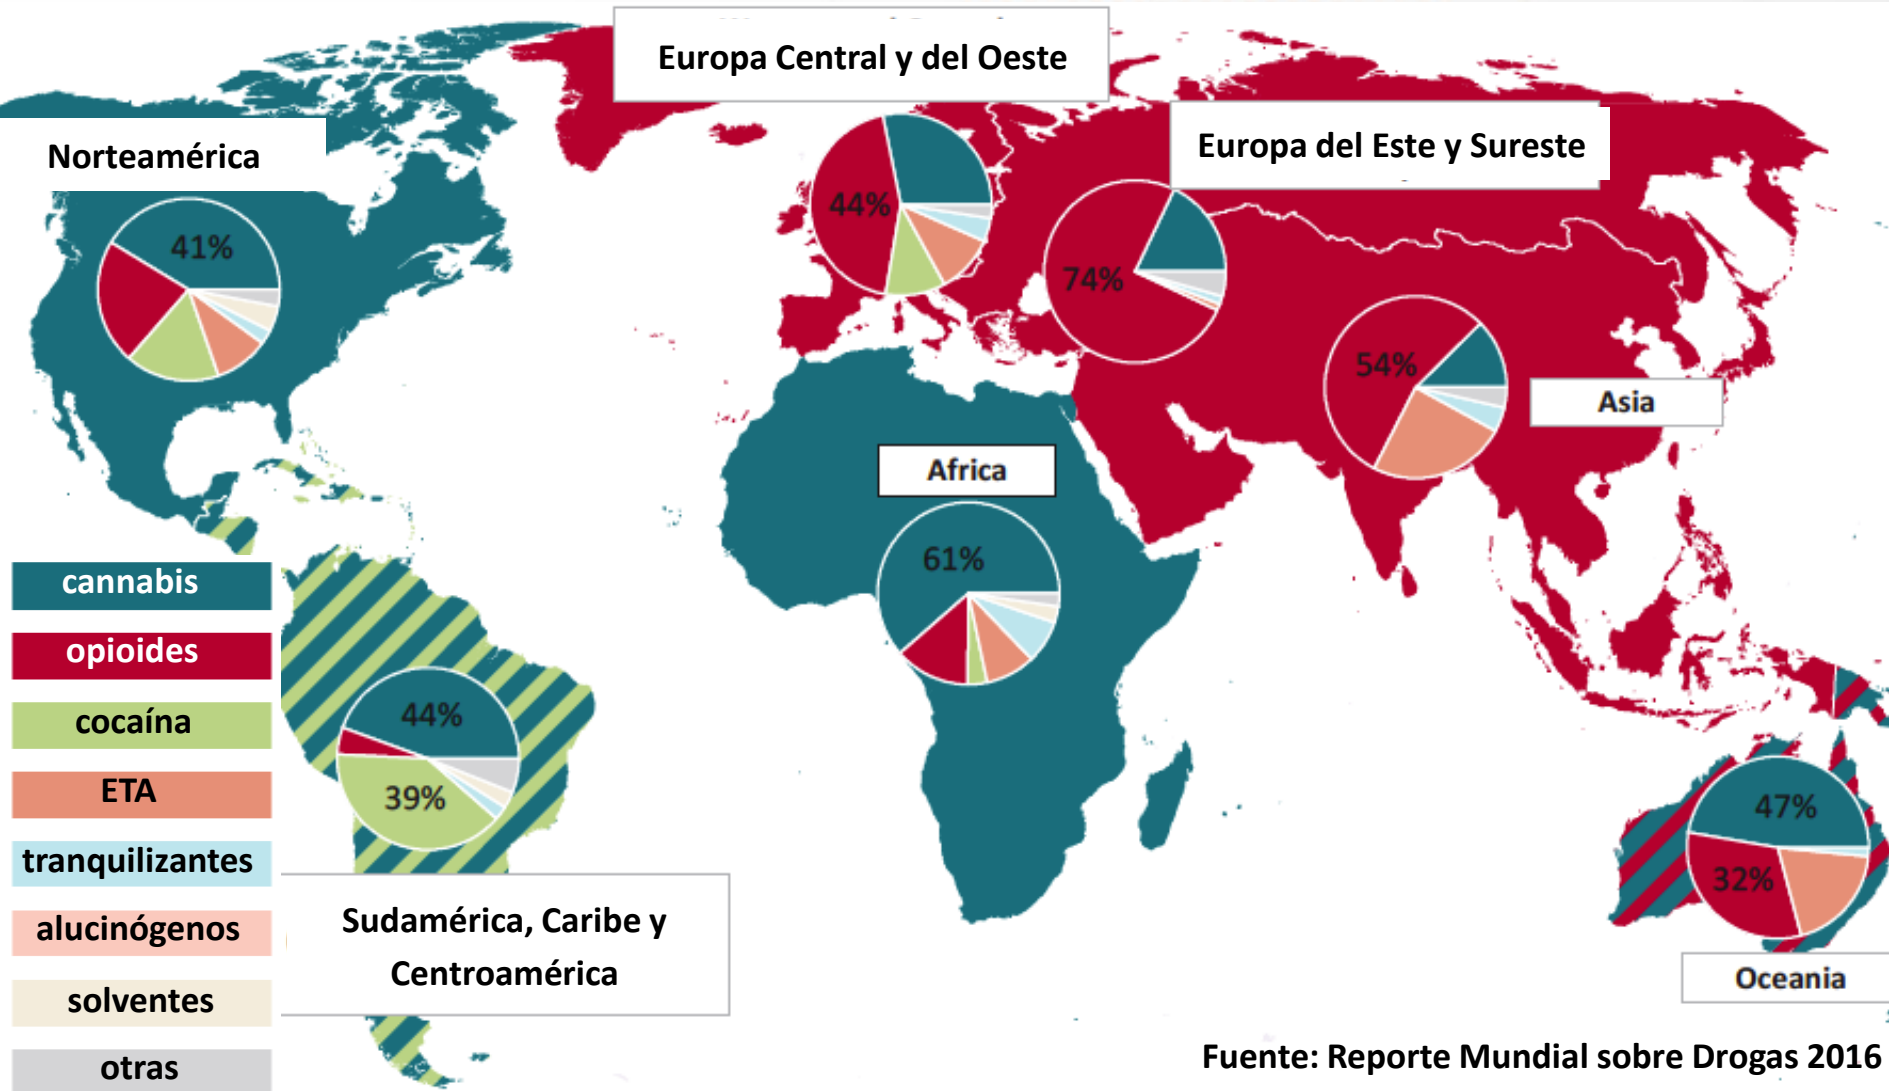 Europa Central y del Oeste
Europa del Este y Sureste
Norteamérica
44%
41%
74%
54%
Asia
Africa
61%
cannabis
opioides
cocaína
ETA
tranquilizantes
alucinógenos
solventes
otras
44%
39%
47%
32%
Sudamérica, Caribe y
Centroamérica
Oceania
Fuente: Reporte Mundial sobre Drogas 2016